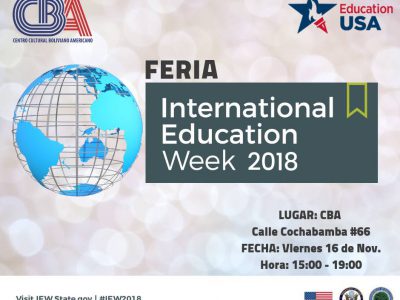 CBA
CENTRO CULTURAL BOLIVIANO AMERICANO
Education
USA
FERIA
International
Education
Week 2018
LUGAR: CBA
Calle Cochabamba #66
FECHA: Viernes 16 de Nov.
Hora: 15:00 - 19:00
Visit IEW.State.gov | #IEW2018